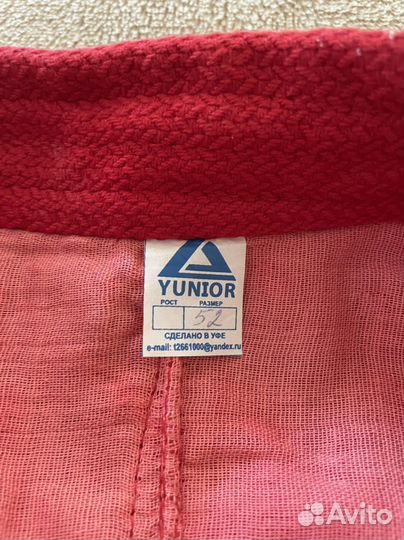 YUNIOR
РОСТ РАЗМЕР
52
СДЕЛАНО В УФЕ
e-mail: t2661000@yandex.ru
Avito